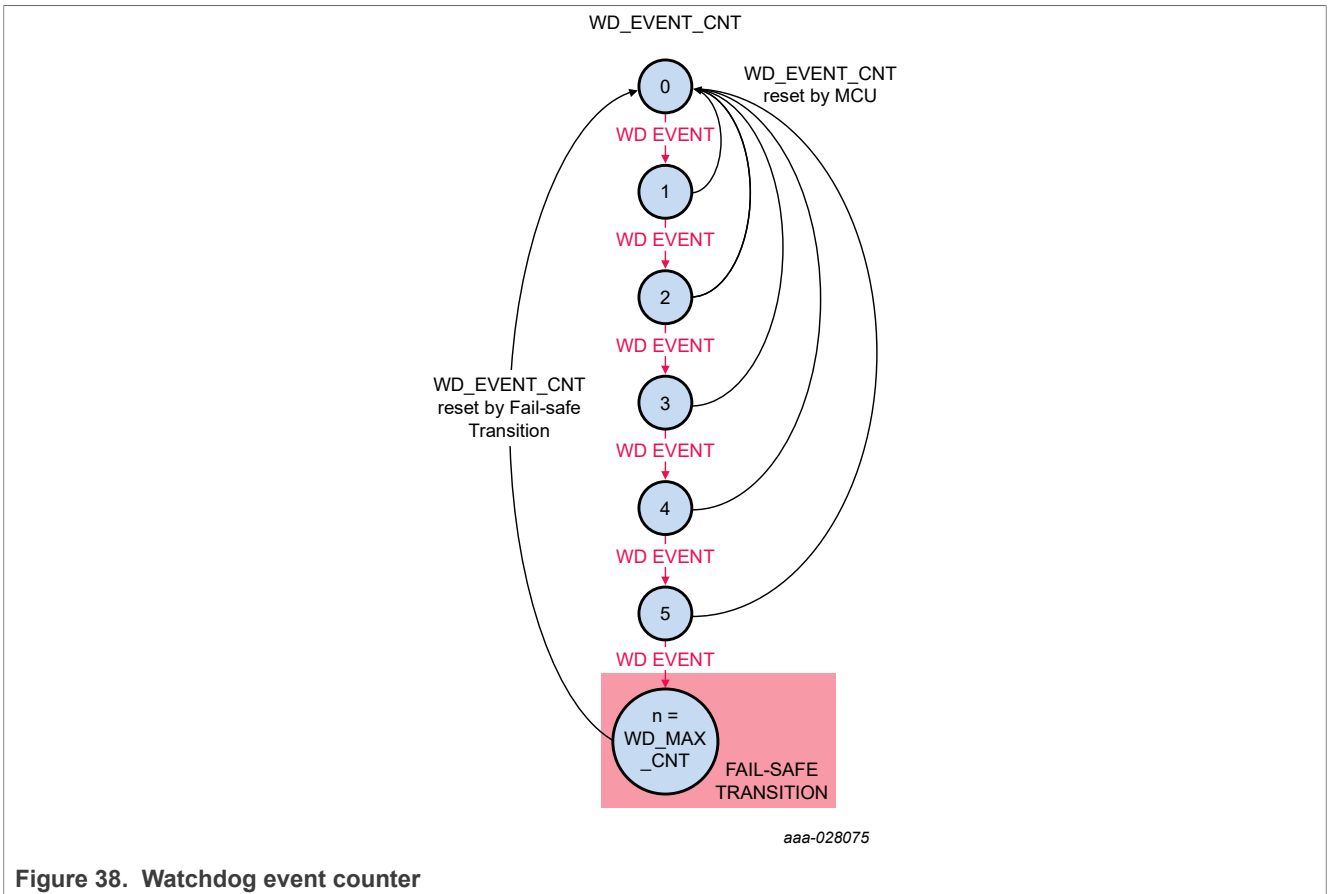 WD_EVENT_CNT
0
WD_EVENT_CNT
reset by MCU
WD EVENT
1
WD EVENT
2
WD EVENT
WD_EVENT_CNT
reset by Fail-safe
Transition
3
WD EVENT
4
WD EVENT
5
WD EVENT
n =
WD_MAX
_CNT
FAIL-SAFE
TRANSITION
aaa-028075
Figure 38. Watchdog event counter